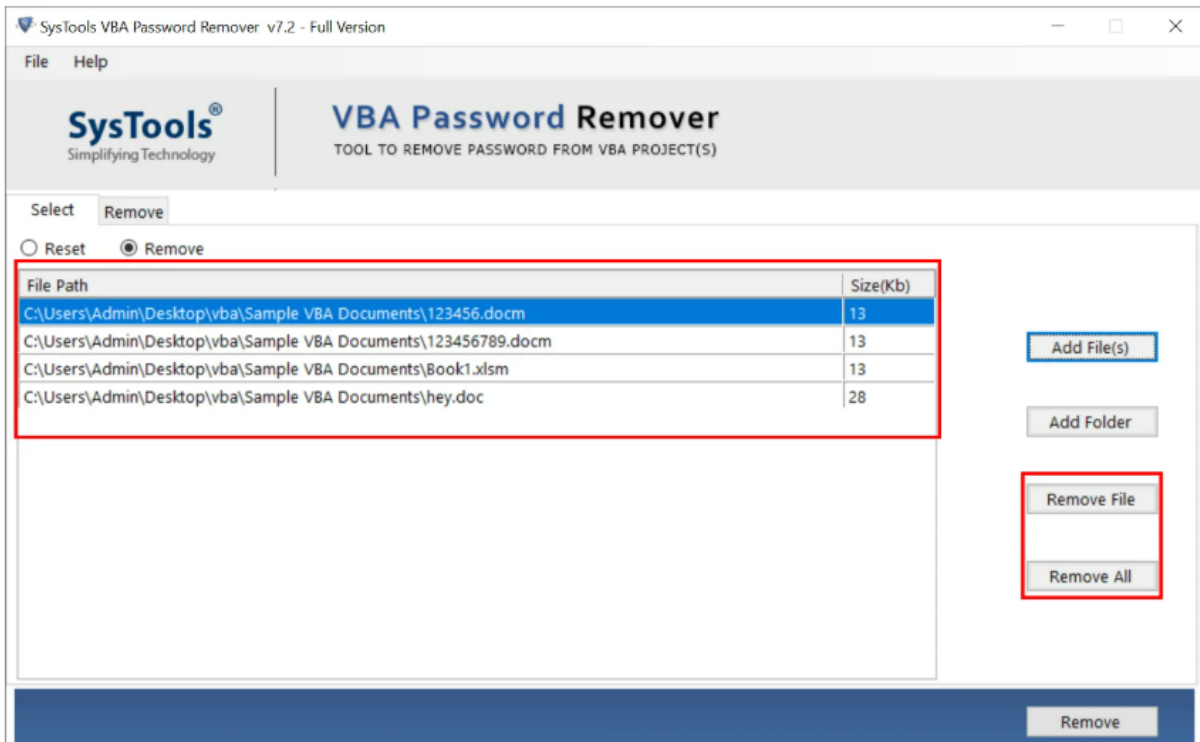 SysTools VBA Password Remover v7.2 - Full Version
File Help
SysTools®
Simplifying Technology
VBA Password Remover
TOOL TO REMOVE PASSWORD FROM VBA PROJECT(S)
Select Remove
Reset Remove
File Path Size(Kb)
C:\Users\Admin\Desktop\vba\Sample VBA Documents\123456.docm 13
C:\Users\Admin\Desktop\vba\Sample VBA Documents\123456789.docm 13
C:\Users\Admin\Desktop\vba\Sample VBA Documents\Book1.xlsm 13
C:\Users\Admin\Desktop\vba\Sample VBA Documents\hey.doc 28
Add File(s)
Add Folder
Remove File
Remove All
Remove